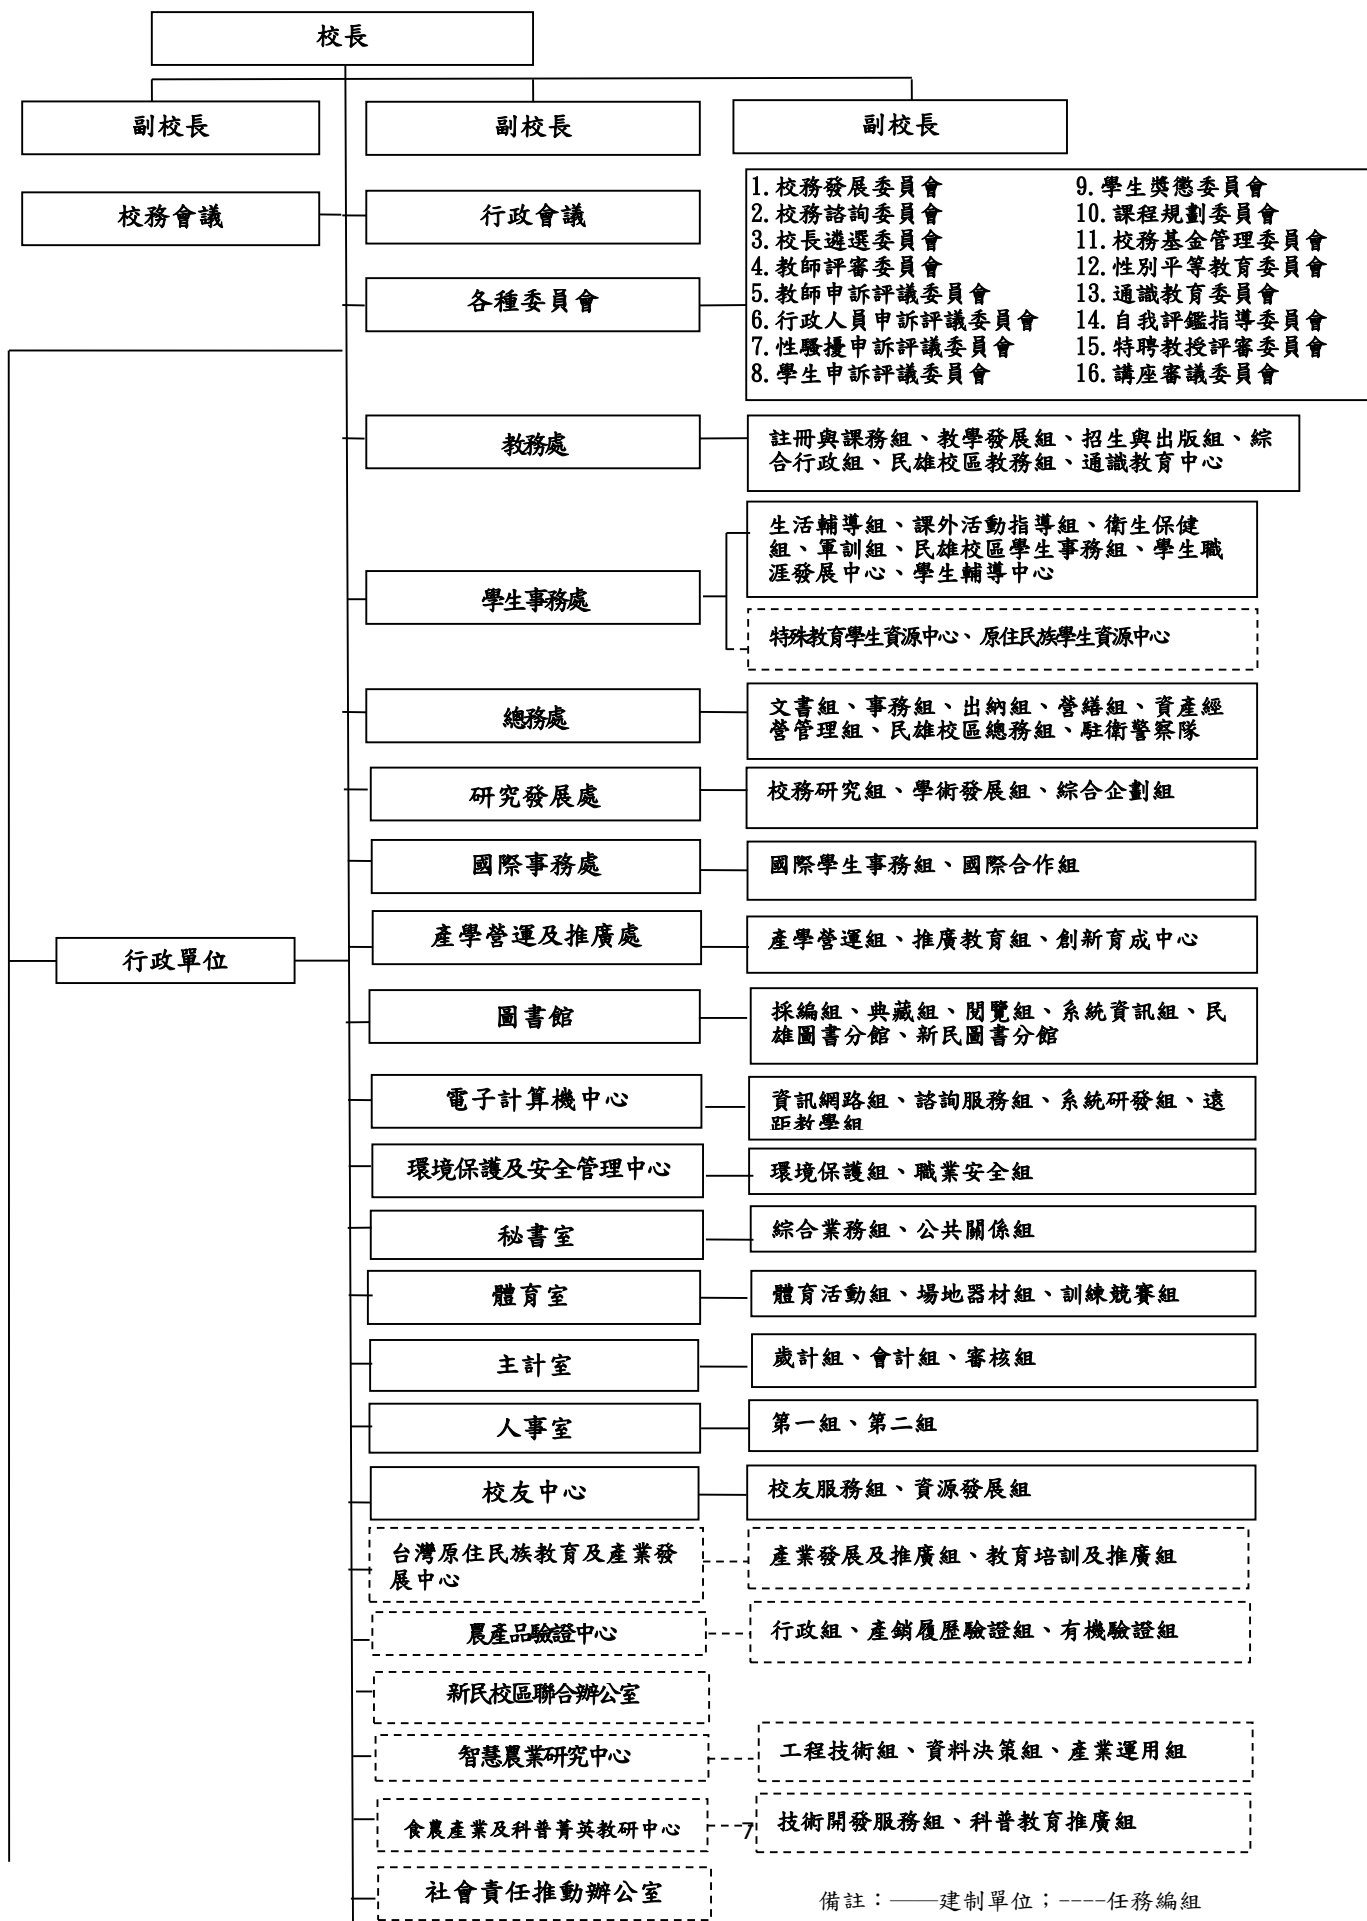 校長
副校長
副校長
副校長
校務會議
行政會議
各種委員會
1.校務發展委員會
2.校務諮詢委員會
3.校長遴選委員會
4.教師評審委員會
5.教師申訴評議委員會
6.行政人員申訴評議委員會
7.性騷擾申訴評議委員會
8.學生申訴評議委員會
9.學生獎懲委員會
10.課程規劃委員會
11.校務基金管理委員會
12.性別平等教育委員會
13.通識教育委員會
14.自我評鑑指導委員會
15.特聘教授評審委員會
16.講座審議委員會
行政單位
教務處
註冊與課務組、教學發展組、招生與出版組、綜
合行政組、民雄校區教務組、通識教育中心
學生事務處
生活輔導組、課外活動指導組、衛生保健
組、軍訓組、民雄校區學生事務組、學生職
涯發展中心、學生輔導中心
特殊教育學生資源中心、原住民族學生資源中心
總務處
文書組、事務組、出納組、營繕組、資產經
營管理組、民雄校區總務組、駐衛警察隊
研究發展處
校務研究組、學術發展組、綜合企劃組
國際事務處
國際學生事務組、國際合作組
產學營運及推廣處
產學營運組、推廣教育組、創新育成中心
圖書館
採編組、典藏組、閱覽組、系統資訊組、民
雄圖書分館、新民圖書分館
電子計算機中心
資訊網路組、諮詢服務組、系統研發組、遠
距教學組
環境保護及安全管理中心
環境保護組、職業安全組
秘書室
綜合業務組、公共關係組
體育室
體育活動組、場地器材組、訓練競賽組
主計室
歲計組、會計組、審核組
人事室
第一組、第二組
校友中心
校友服務組、資源發展組
台灣原住民族教育及產業發
展中心
產業發展及推廣組、教育培訓及推廣組
農產品驗證中心
行政組、產銷履歷驗證組、有機驗證組
新民校區聯合辦公室
智慧農業研究中心
工程技術組、資料決策組、產業運用組
食農產業及科普菁英教研中心
7
技術開發服務組、科普教育推廣組
社會責任推動辦公室
備註：——建制單位；----任務編組